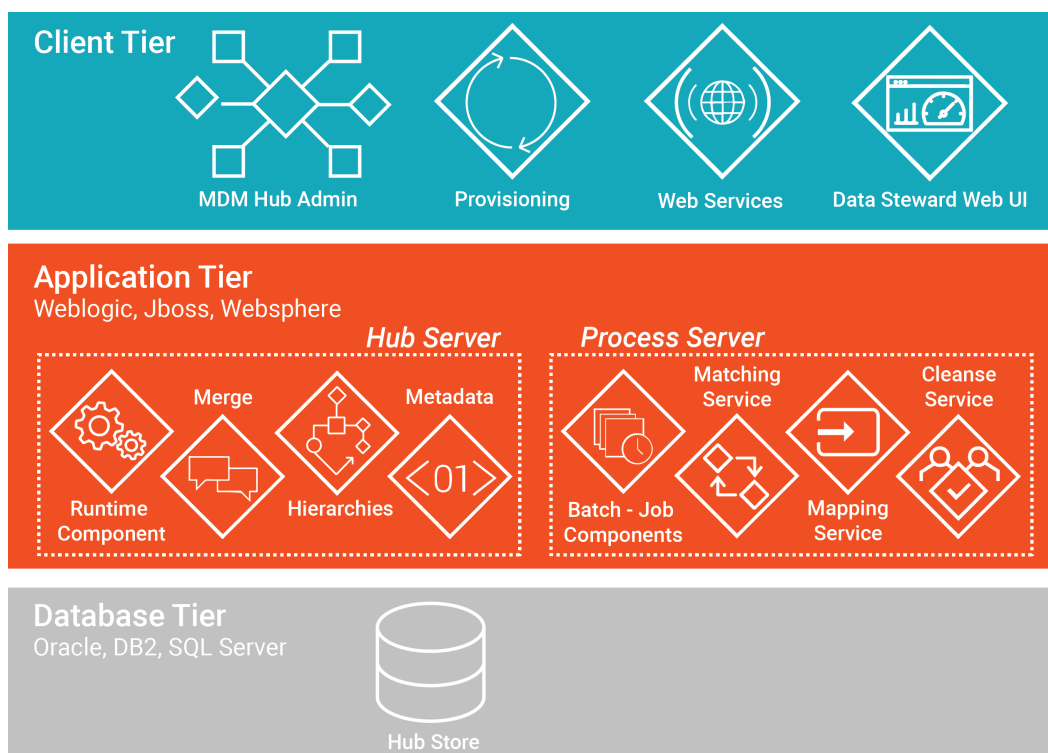 Client Tier
MDM Hub Admin
Provisioning
Web Services
Data Steward Web UI
Application Tier
Weblogic, Jboss, Websphere
Hub Server
Runtime
Component
Merge
Hierarchies
Metadata
<01>
Process Server
Batch - Job
Components
Matching
Service
Mapping
Service
Cleanse
Service
Database Tier
Oracle, DB2, SQL Server
Hub Store